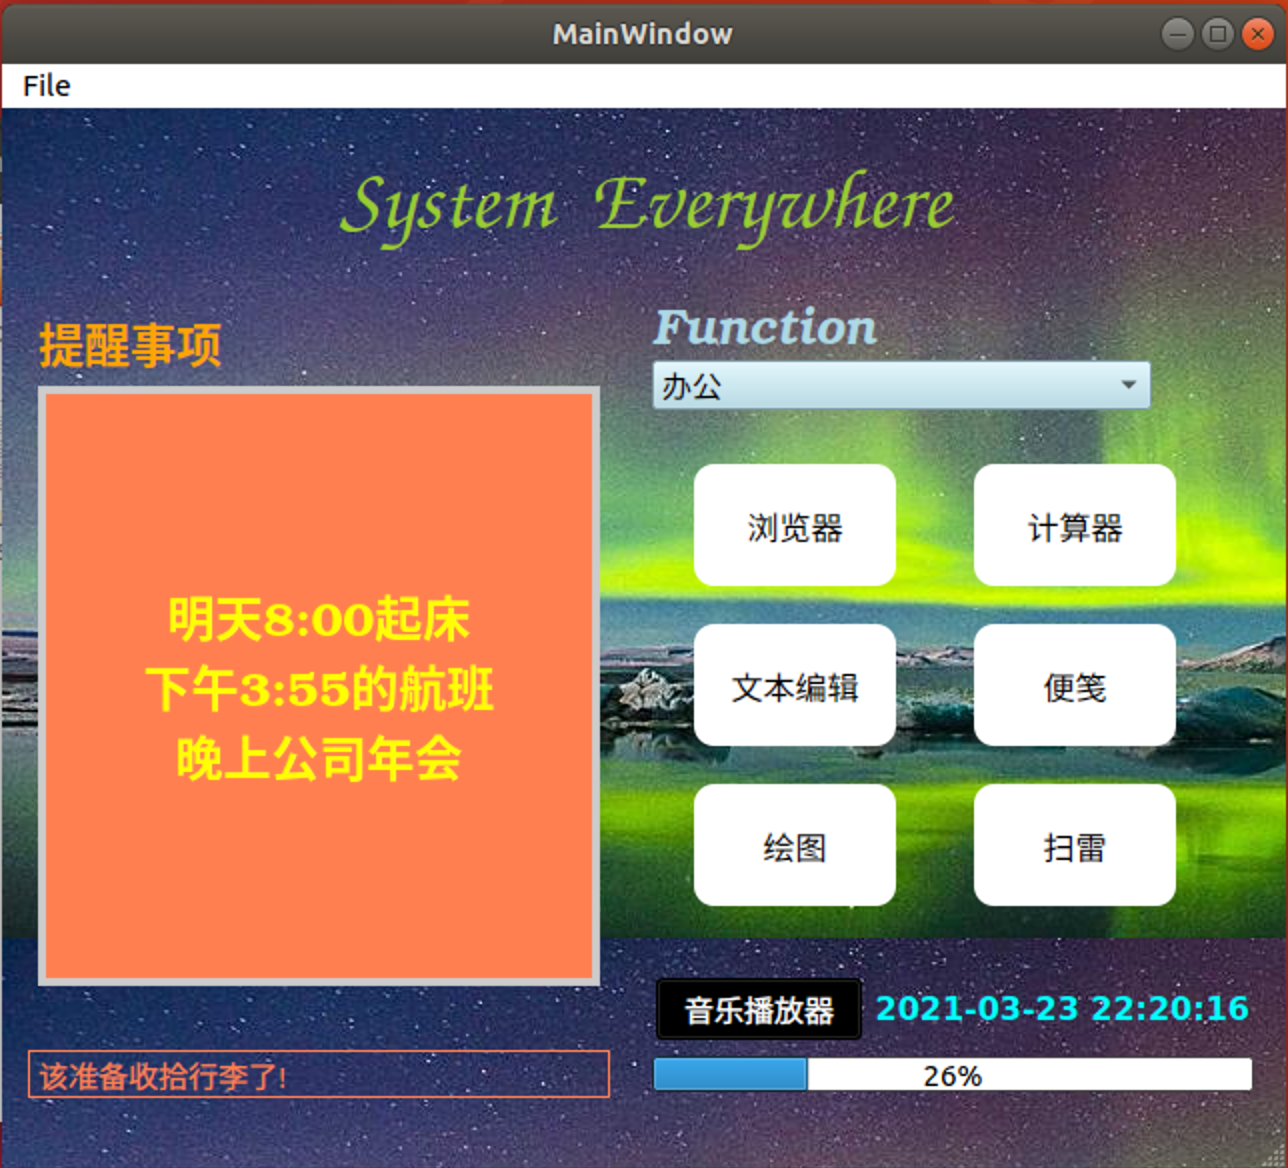 MainWindow
File
System Everywhere
提醒事项
明天8:00起床
下午3:55的航班
晚上公司年会
该准备收拾行李了!
Function
办公
浏览器
计算器
文本编辑
便笺
绘图
扫雷
音乐播放器
2021-03-23 22:20:16
26%